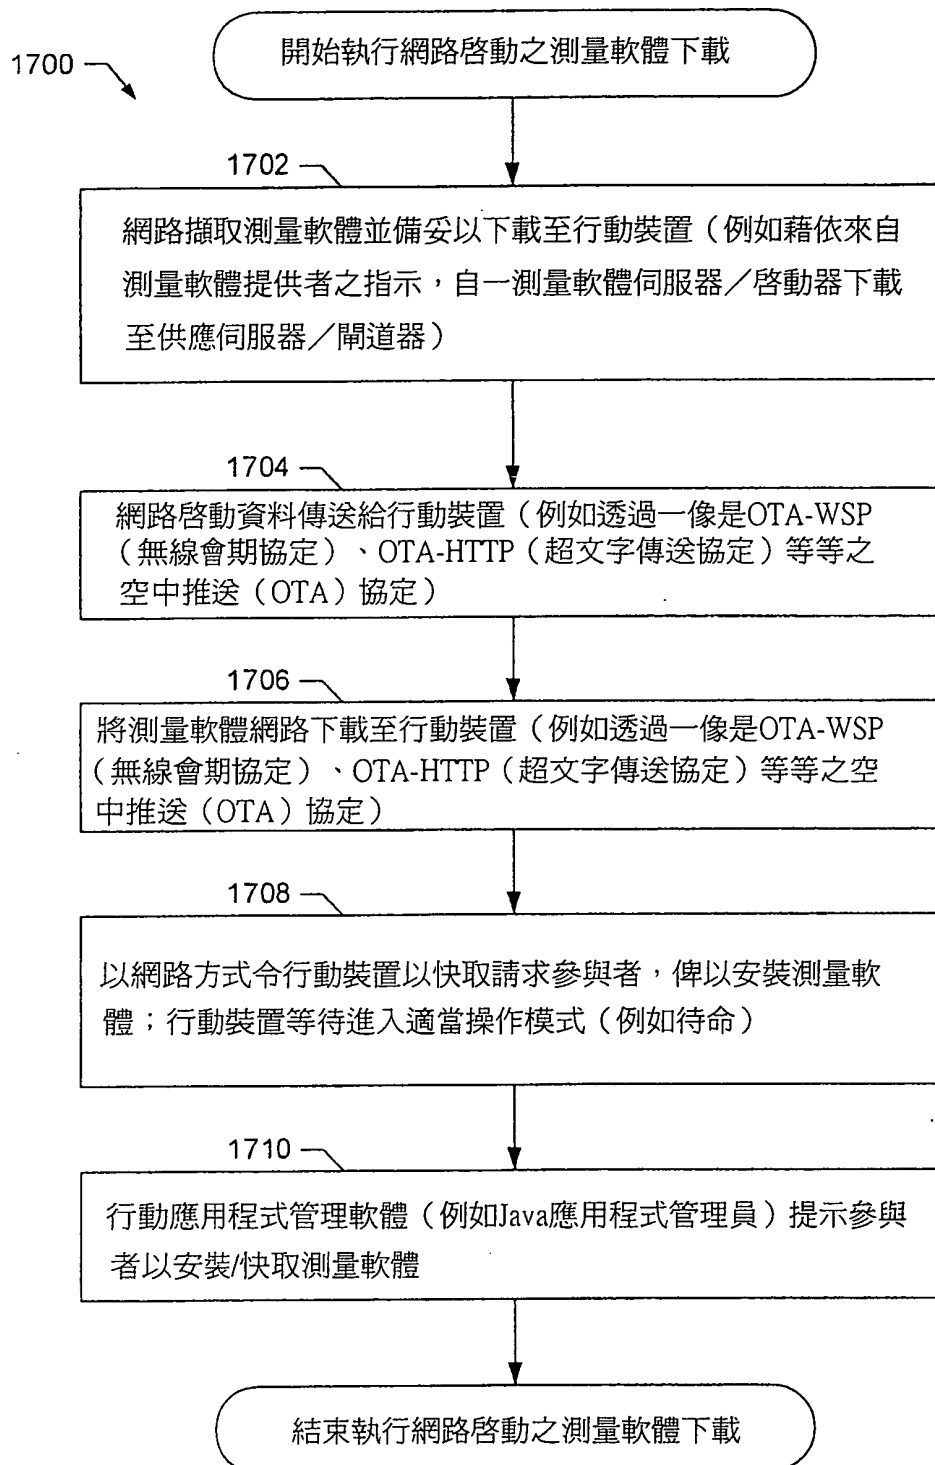 開始執行網路啓動之測量軟體下載
1700
1702
網路擷取測量軟體並備妥以下載至行動裝置（例如藉依來自
測量軟體提供者之指示，自一測量軟體伺服器／啓動器下載
至供應伺服器／閘道器）
1704
網路啓動資料傳送給行動裝置（例如透過一像是OTA-WSP
（無線會期協定）、OTA-HTTP（超文字傳送協定）等等之
空中推送（OTA）協定）
1706
將測量軟體網路下載至行動裝置（例如透過一像是OTA-WSP
（無線會期協定）、OTA-HTTP（超文字傳送協定）等等之空
中推送（OTA）協定）
1708
以網路方式令行動裝置以快取請求參與者，俾以安裝測量軟
體；行動裝置等待進入適當操作模式（例如待命）
1710
行動應用程式管理軟體（例如Java應用程式管理員）提示參與
者以安裝/快取測量軟體
結束執行網路啓動之測量軟體下載